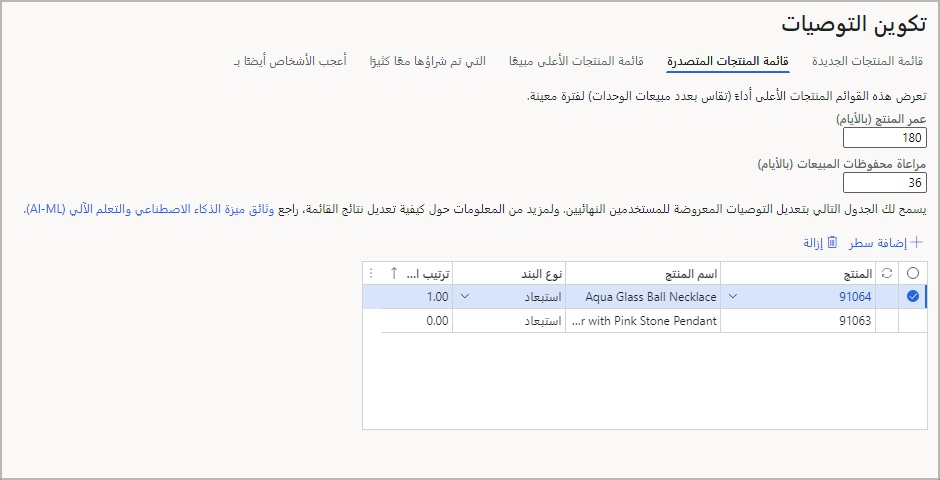 تكوين التوصيات
قائمة المنتجات الجديدة قائمة المنتجات المتصدرة قائمة المنتجات الأعلى مبيعًا التي تم شراؤها معًا كثيرًا أعجب الأشخاص أيضًا بـ
تعرض هذه القوائم المنتجات الأعلى أداءً (تقاس بعدد مبيعات الوحدات) لفترة معينة.
عمر المنتج (بالأيام)
180
مراعاة محفوظات المبيعات (بالأيام)
36
يسمح لك الجدول التالي بتعديل التوصيات المعروضة للمستخدمين النهائيين. ولمزيد من المعلومات حول كيفية تعديل نتائج القائمة، راجع وثائق ميزة الذكاء الاصطناعي والتعلم الآلي (AI-ML).
إضافة سطر إزالة
المنتج اسم المنتج نوع البند ترتيب ا...
91064 Aqua Glass Ball Necklace استبعاد 1.00
91063 ...r with Pink Stone Pendant استبعاد 0.00